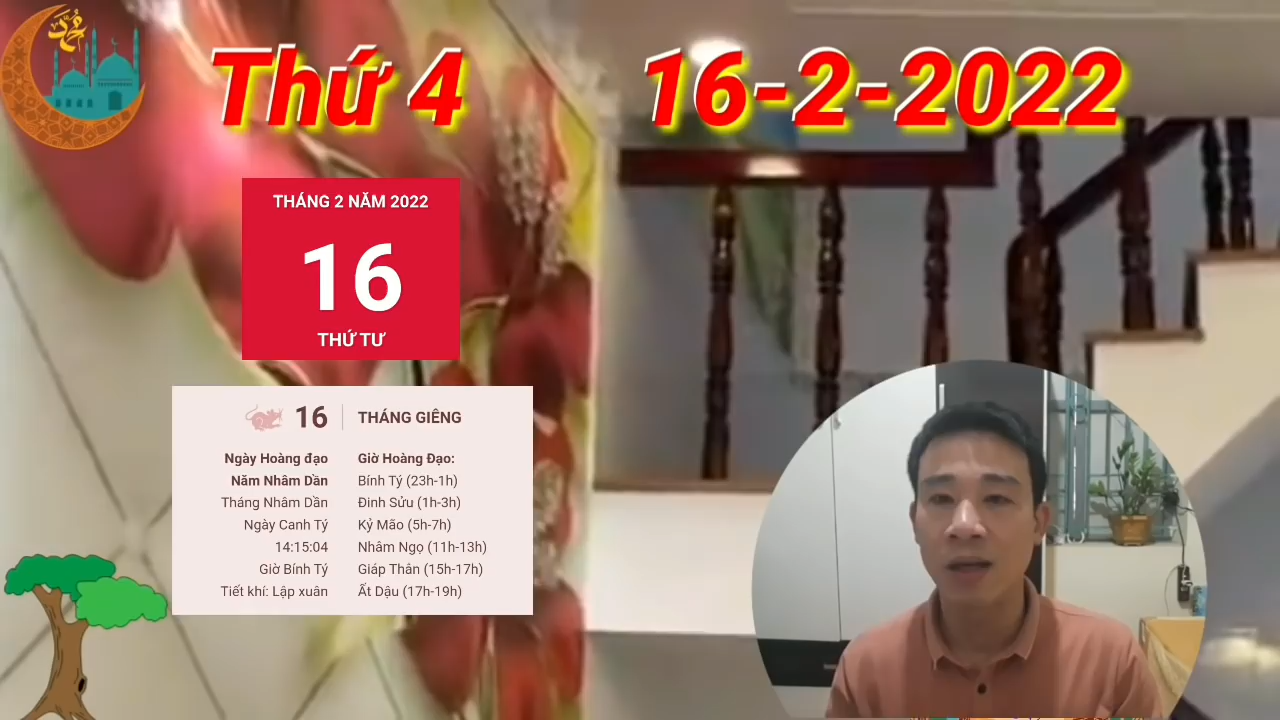 محمد
Thứ 4 16-2-2022
THÁNG 2 NĂM 2022
16
THỨ TƯ
16 THÁNG GIÊNG
Ngày Hoàng đạo
Năm Nhâm Dần
Tháng Nhâm Dần
Ngày Canh Tý
14:15:04
Giờ Bính Tý
Tiết khí: Lập xuân
Giờ Hoàng Đạo:
Bính Tý (23h-1h)
Đinh Sửu (1h-3h)
Kỷ Mão (5h-7h)
Nhâm Ngọ (11h-13h)
Giáp Thân (15h-17h)
Ất Dậu (17h-19h)